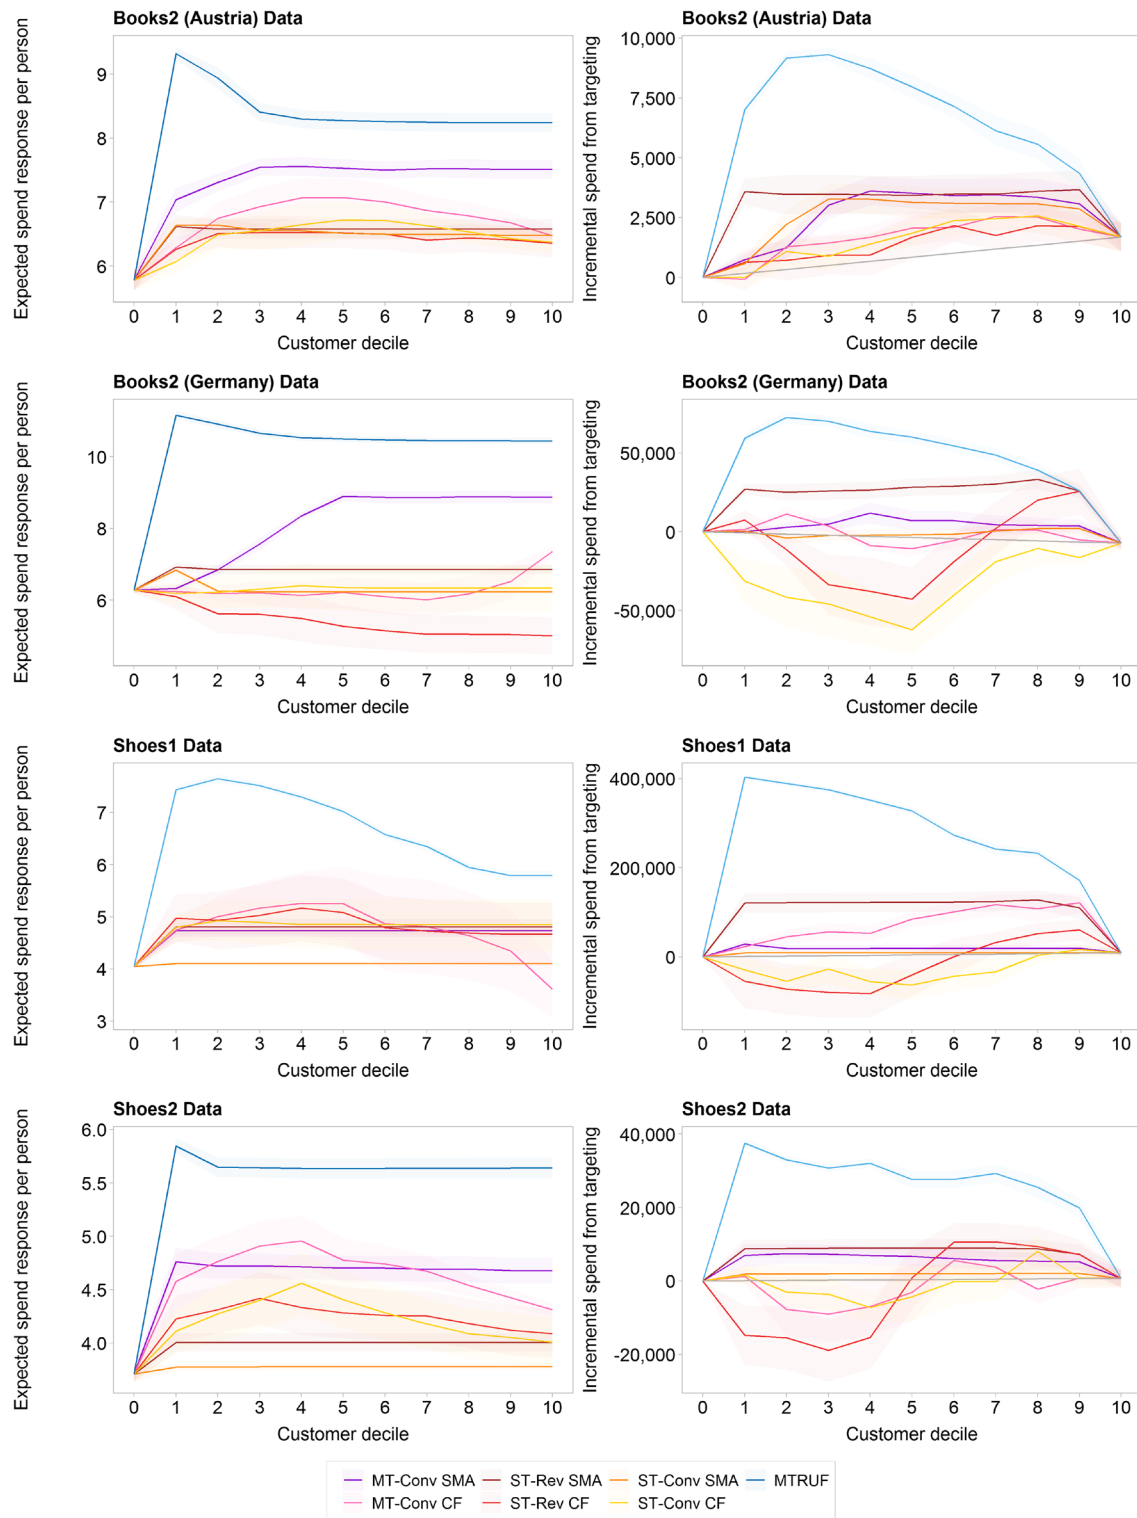 Books2 (Austria) Data
Expected spend response per person
9
8
7
6
0 1 2 3 4 5 6 7 8 9 10
Customer decile
Books2 (Austria) Data
Incremental spend from targeting
10,000
7,500
5,000
2,500
0
0 1 2 3 4 5 6 7 8 9 10
Customer decile
Books2 (Germany) Data
Expected spend response per person
10
8
6
0 1 2 3 4 5 6 7 8 9 10
Customer decile
Books2 (Germany) Data
Incremental spend from targeting
50,000
0
-50,000
0 1 2 3 4 5 6 7 8 9 10
Customer decile
Shoes1 Data
Expected spend response per person
7
6
5
4
3
0 1 2 3 4 5 6 7 8 9 10
Customer decile
Shoes1 Data
Incremental spend from targeting
400,000
200,000
0
0 1 2 3 4 5 6 7 8 9 10
Customer decile
Shoes2 Data
Expected spend response per person
6.0
5.5
5.0
4.5
4.0
0 1 2 3 4 5 6 7 8 9 10
Customer decile
Shoes2 Data
Incremental spend from targeting
40,000
20,000
0
-20,000
0 1 2 3 4 5 6 7 8 9 10
Customer decile
MT-Conv SMA ST-Rev SMA ST-Conv SMA MTRUF
MT-Conv CF ST-Rev CF ST-Conv CF